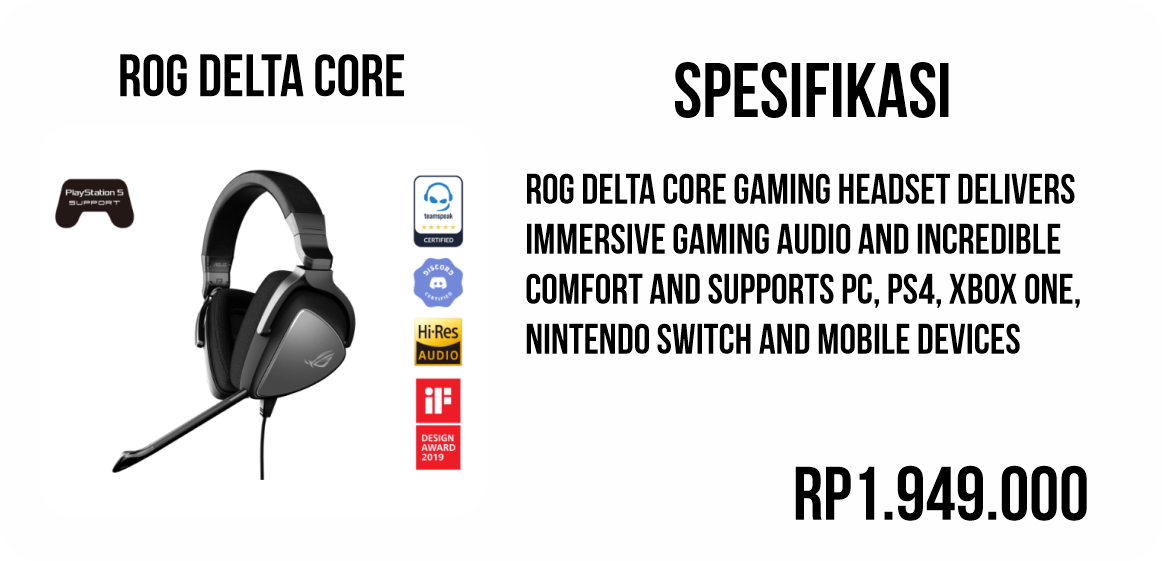 ROG DELTA CORE
SPESIFIKASI
PlayStation 5
SUPPORT
teamspeak
CERTIFIED
DISCORD
CERTIFIED
Hi-Res
AUDIO
iF
DESIGN
AWARD
2019
ROG DELTA CORE GAMING HEADSET DELIVERS
IMMERSIVE GAMING AUDIO AND INCREDIBLE
COMFORT AND SUPPORTS PC, PS4, XBOX ONE,
NINTENDO SWITCH AND MOBILE DEVICES
RP1.949.000